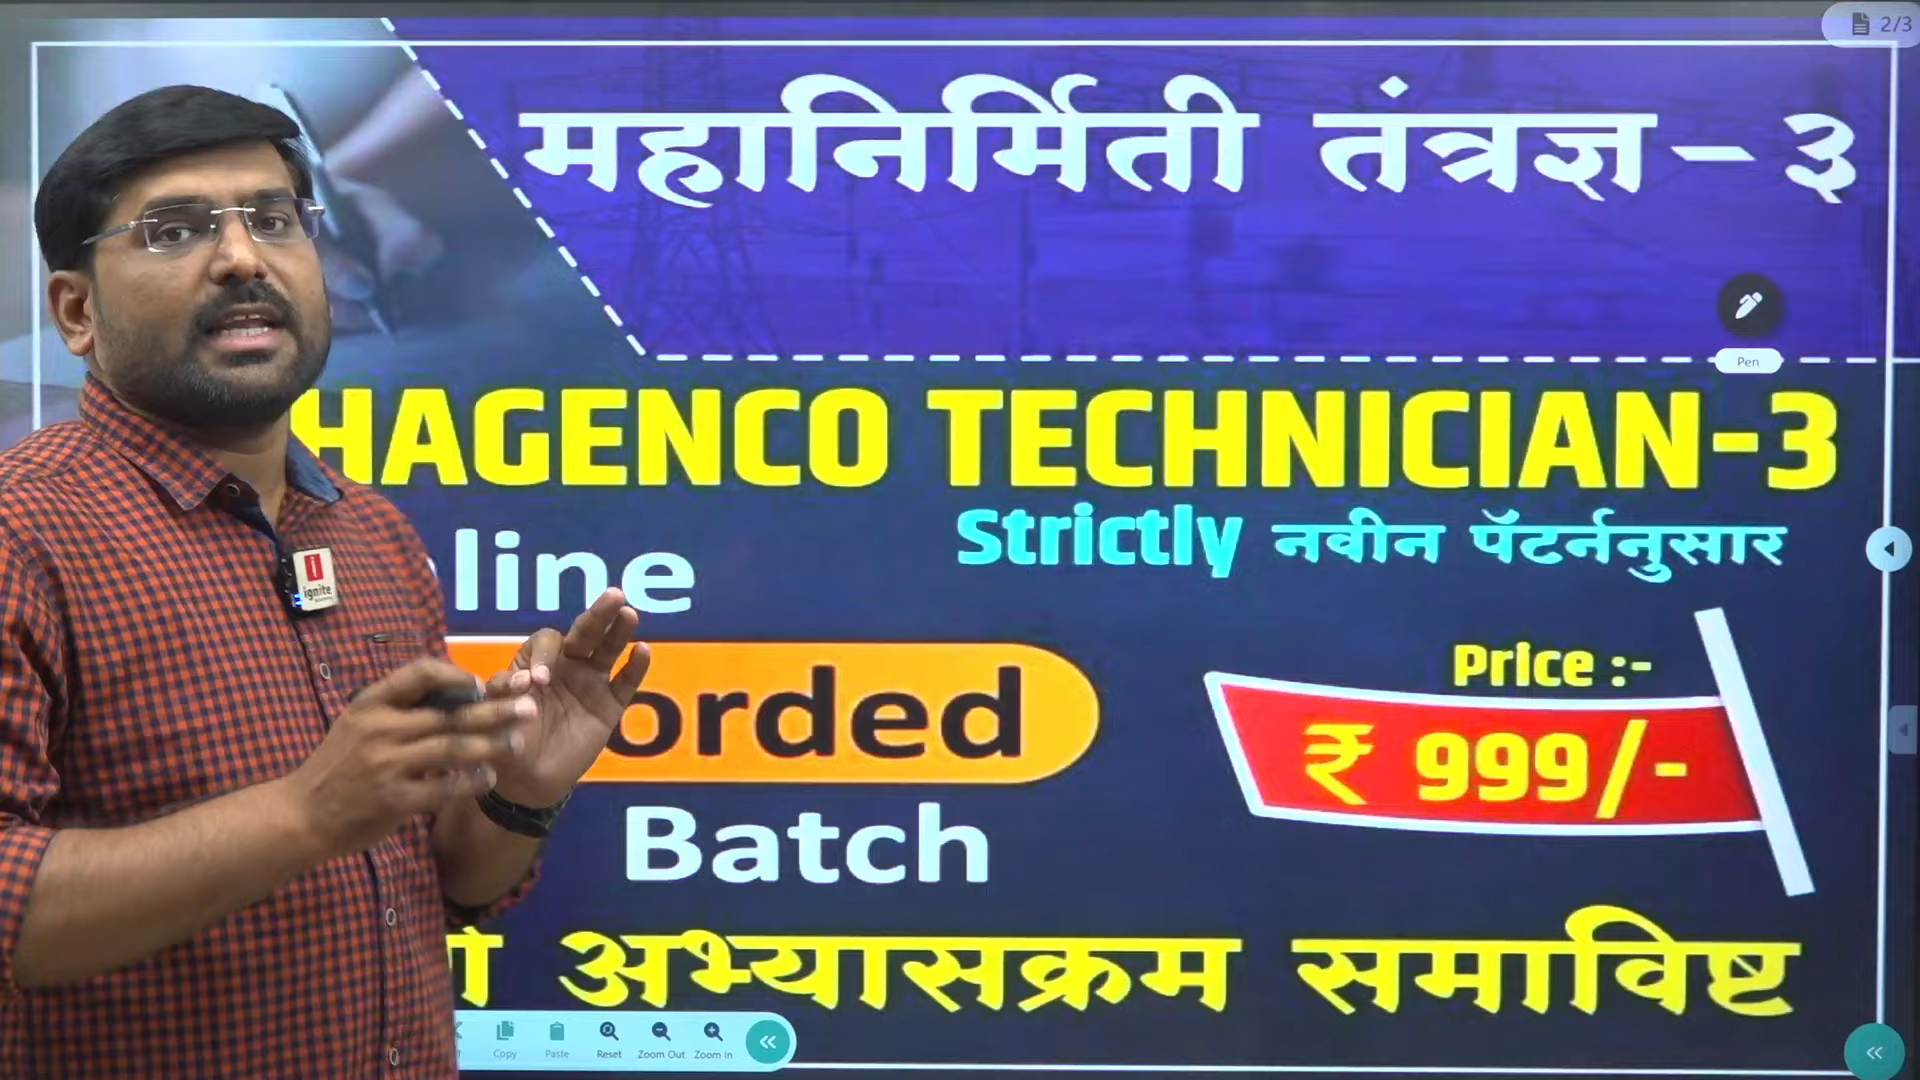 2/3
महानिर्मिती तंत्रज्ञ - ३
Pen
HAGENCO TECHNICIAN-3
Strictly नवीन पॅटर्ननुसार
line
orded
Price :-
₹ 999/-
Batch
अभ्यासक्रम समाविष्ट
i
ignite
Copy Paste Reset Zoom Out Zoom In